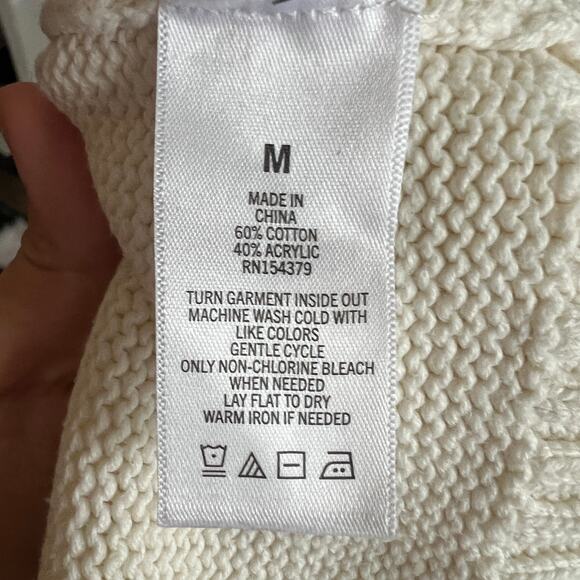 M
MADE IN
CHINA
60% COTTON
40% ACRYLIC
RN154379
TURN GARMENT INSIDE OUT
MACHINE WASH COLD WITH
LIKE COLORS
GENTLE CYCLE
ONLY NON-CHLORINE BLEACH
WHEN NEEDED
LAY FLAT TO DRY
WARM IRON IF NEEDED